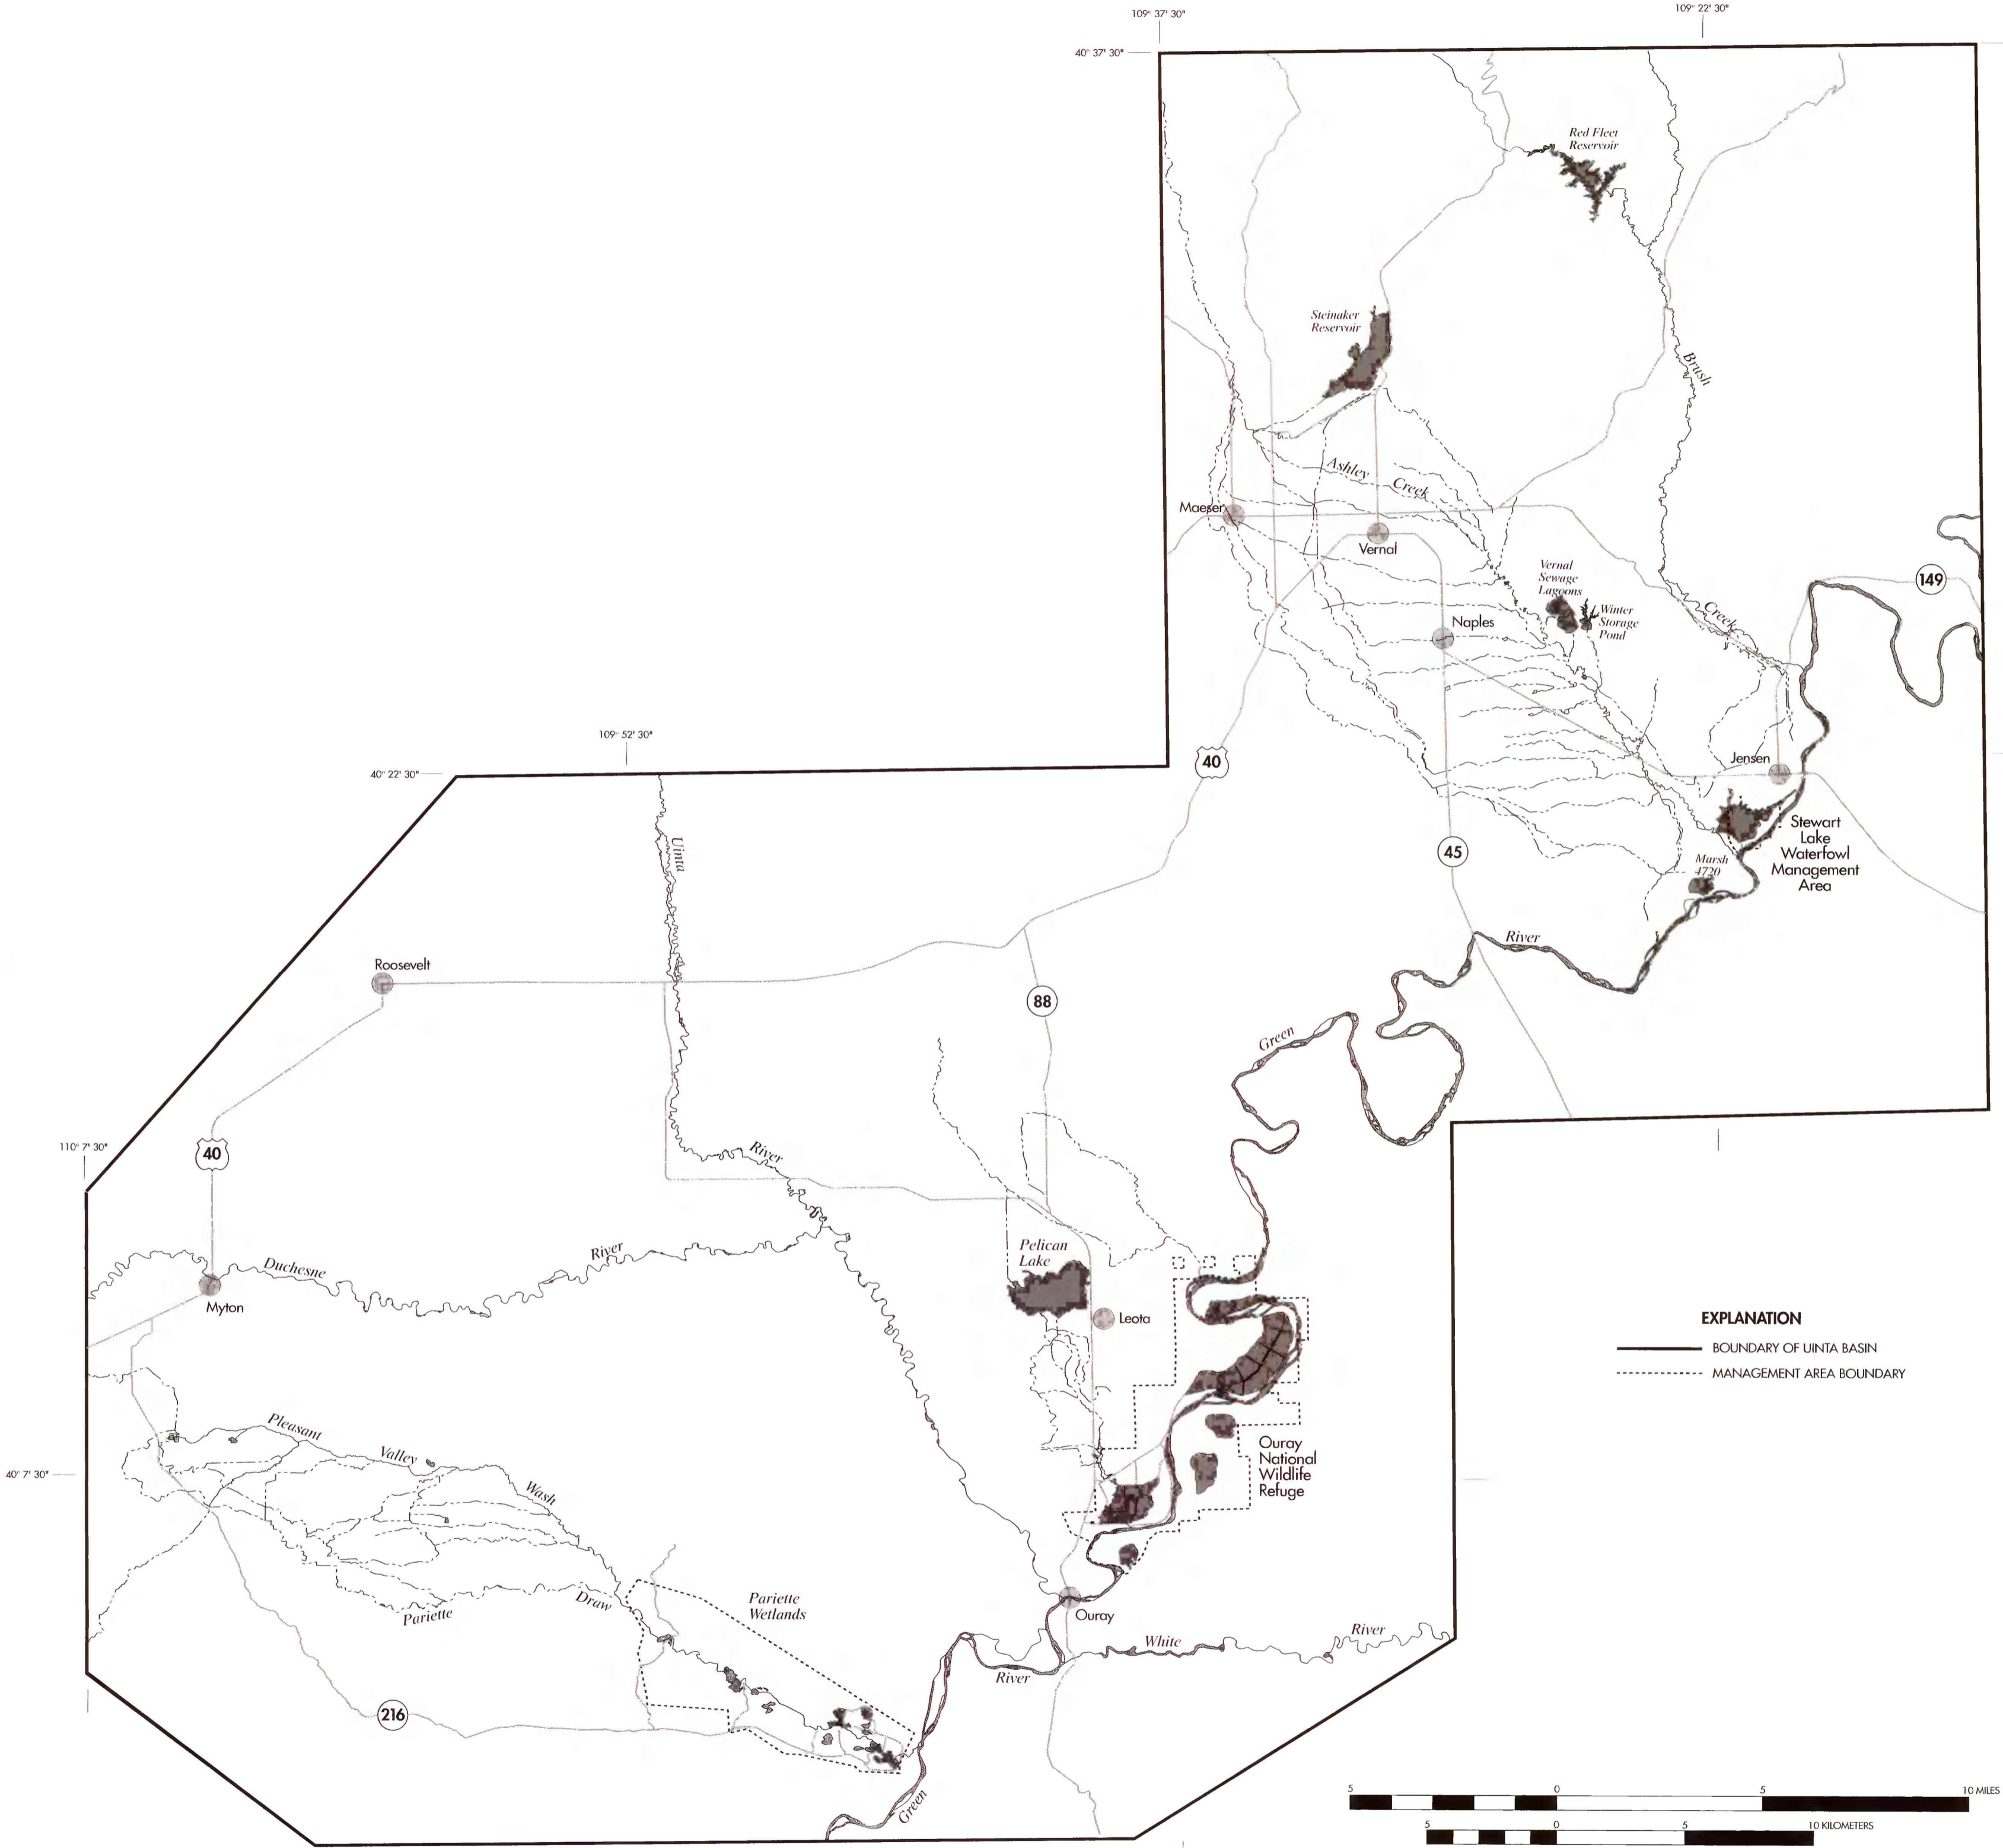 109° 37' 30"
109° 22' 30"
40° 37' 30"
Red Fleet
Reservoir
Steinaker
Reservoir
Brush
Ashley
Creek
Maeser
Vernal
Vernal
Sewage
Lagoons
Winter
Storage
Pond
149
Creek
Naples
109° 52' 30"
40° 22' 30"
40
Jensen
Stewart
Lake
Waterfowl
Management
Area
Uinta
45
Marsh
4720
River
Roosevelt
88
Green
110° 7' 30"
40
River
Pelican
Lake
River
Duchesne
Myton
Leota
EXPLANATION
BOUNDARY OF UINTA BASIN
MANAGEMENT AREA BOUNDARY
Pleasant
Valley
Wash
Ouray
National
Wildlife
Refuge
40° 7' 30"
Pariette
Draw
Pariette
Wetlands
Ouray
White
River
River
216
Green
5 0 5 10 MILES
5 0 5 10 KILOMETERS